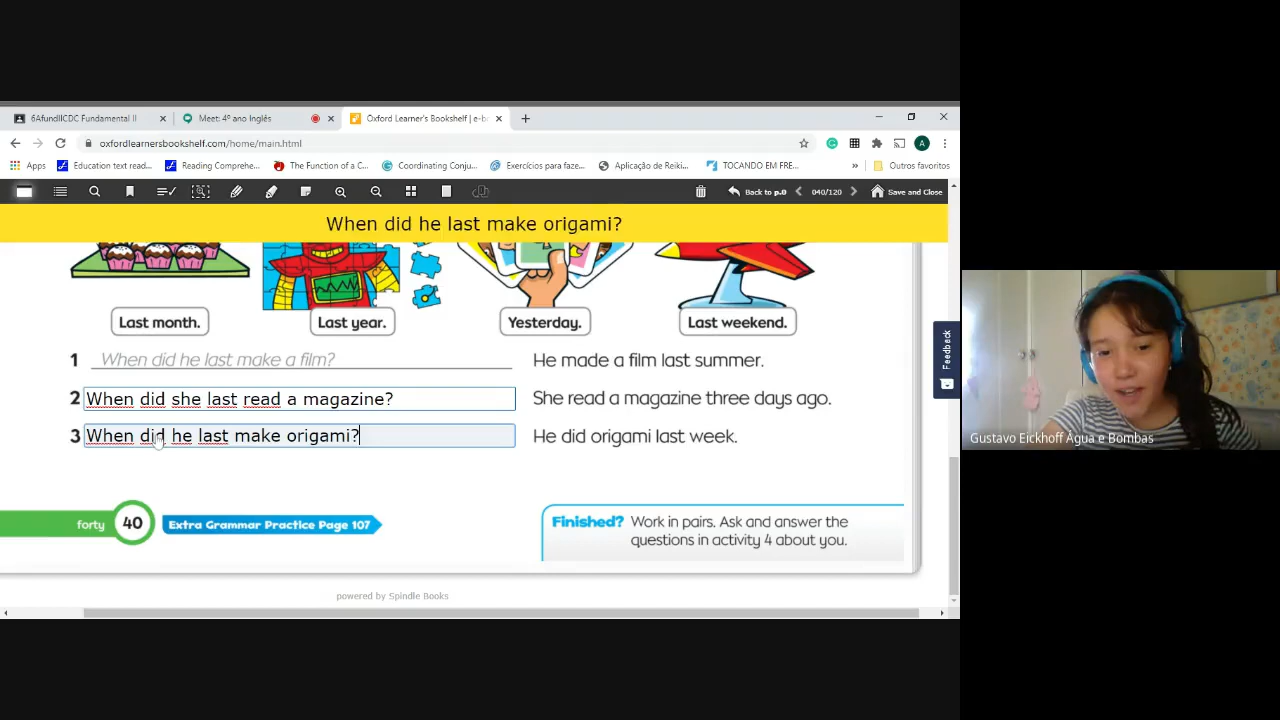 6AfundIICDC Fundamental II
Meet: 4º ano Inglês
Oxford Learner's Bookshelf | e-b
oxfordlearnersbookshelf.com/home/main.html
A
Apps
Education text read...
Reading Comprehe...
The Function of a C...
Coordinating Conju...
Exercícios para faze...
Aplicação de Reiki...
TOCANDO EM FRE...
»
Outros favoritos
Back to p.0
040/120
Save and Close
When did he last make origami?
Last month.
Last year.
Yesterday.
Last weekend.
1 When did he last make a film? He made a film last summer.
2 When did she last read a magazine? She read a magazine three days ago.
3 When did he last make origami? He did origami last week.
Feedback
forty 40 Extra Grammar Practice Page 107
Finished? Work in pairs. Ask and answer the
questions in activity 4 about you.
powered by Spindle Books
Gustavo Eickhoff Água e Bombas